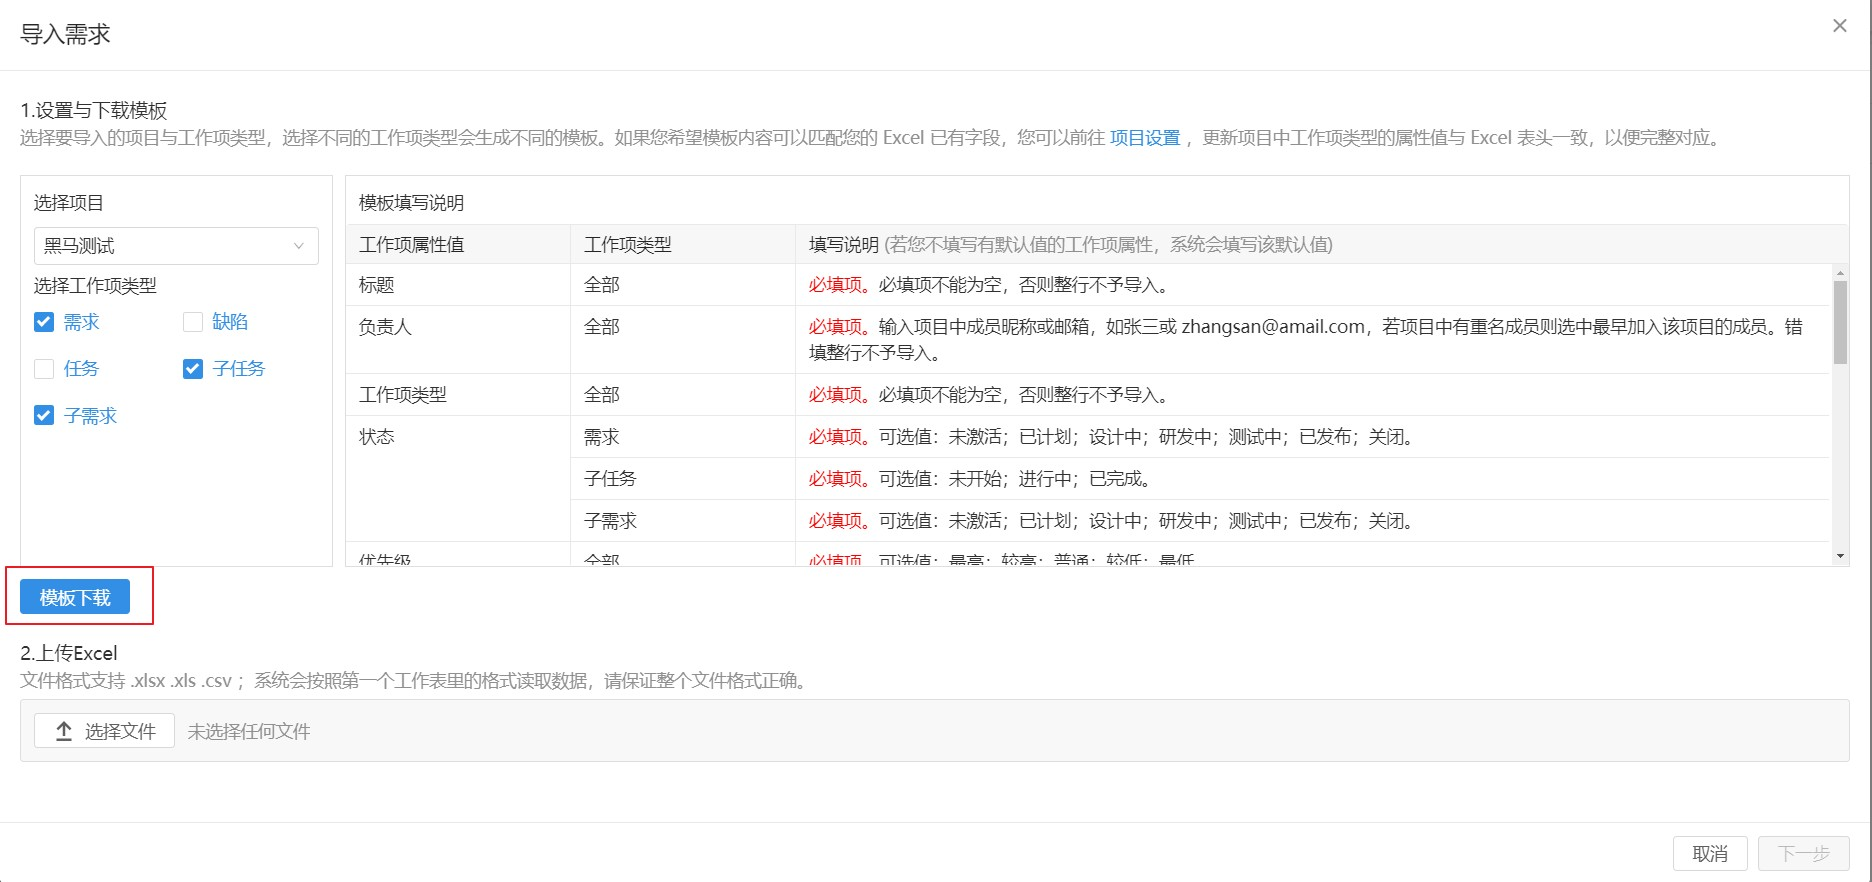 导入需求
1.设置与下载模板
选择要导入的项目与工作项类型，选择不同的工作项类型会生成不同的模板。如果您希望模板内容可以匹配您的 Excel 已有字段，您可以前往 项目设置 ，更新项目中工作项类型的属性值与 Excel 表头一致，以便完整对应。
选择项目
黑马测试
选择工作项类型
需求 缺陷
任务 子任务
子需求
模板填写说明
工作项属性值 工作项类型 填写说明 (若您不填写有默认值的工作项属性，系统会填写该默认值)
标题 全部 必填项。必填项不能为空，否则整行不予导入。
负责人 全部 必填项。输入项目中成员昵称或邮箱，如张三或 zhangsan@amail.com，若项目中有重名成员则选中最早加入该项目的成员。错
填整行不予导入。
工作项类型 全部 必填项。必填项不能为空，否则整行不予导入。
状态 需求 必填项。可选值：未激活；已计划；设计中；研发中；测试中；已发布；关闭。
子任务 必填项。可选值：未开始；进行中；已完成。
子需求 必填项。可选值：未激活；已计划；设计中；研发中；测试中；已发布；关闭。
优先级 全部 必填项。可选值：最高；较高；普通；较低；最低
模板下载
2.上传Excel
文件格式支持 .xlsx .xls .csv ；系统会按照第一个工作表里的格式读取数据，请保证整个文件格式正确。
选择文件 未选择任何文件
取消 下一步